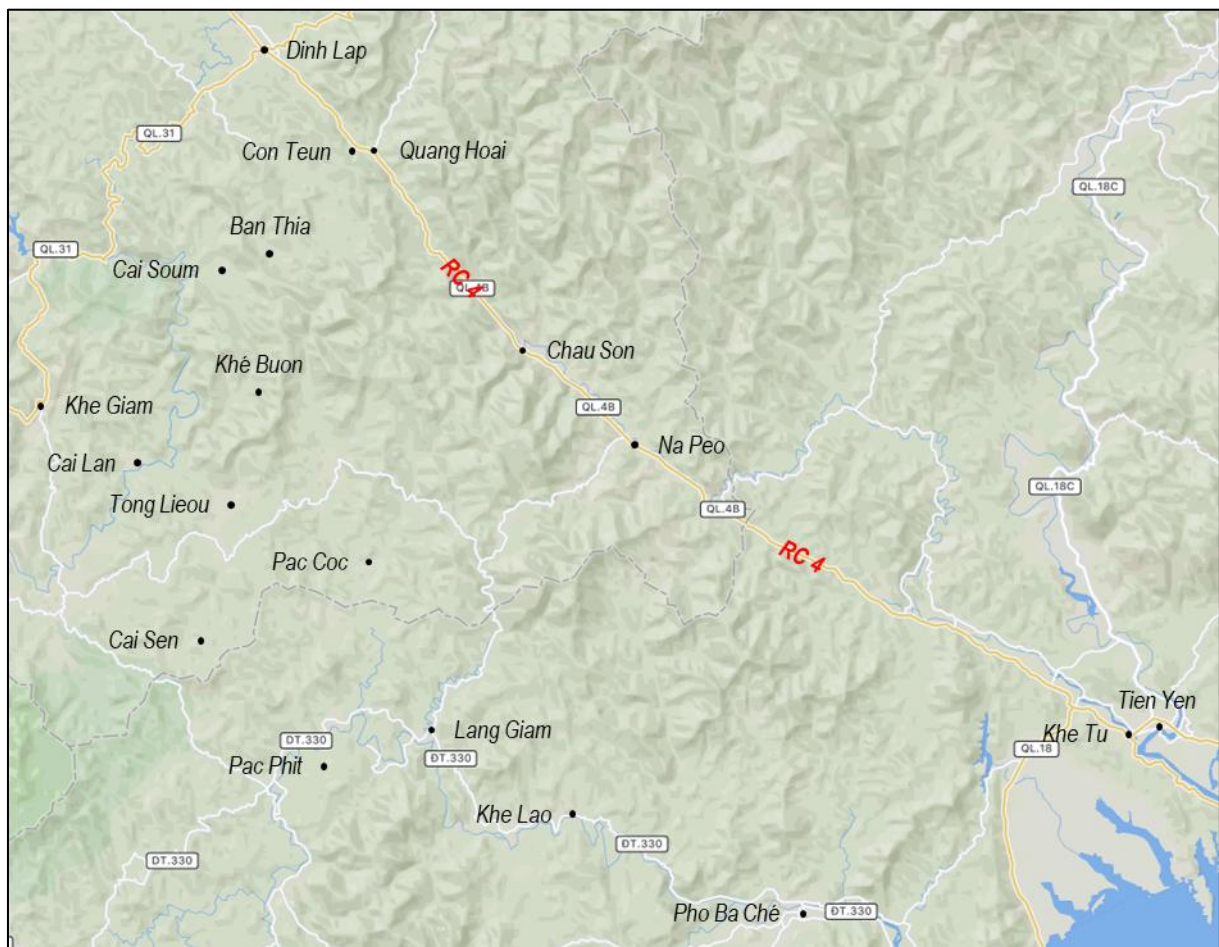 Dinh Lap
QL.31
Con Teun
Quang Hoai
QL.18C
Ban Thia
QL.31
Cai Soum
RC 4
QL.4B
Chau Son
Khé Buon
Khe Giam
QL.4B
Na Peo
Cai Lan
QL.18C
Tong Lieou
QL.4B
Pac Coc
RC 4
Cai Sen
Tien Yen
Lang Giam
Khe Tu
DT.330
QL.18
ĐT.330
Pac Phit
Khe Lao
ĐT.330
DT.330
Pho Ba Ché
ĐT.330